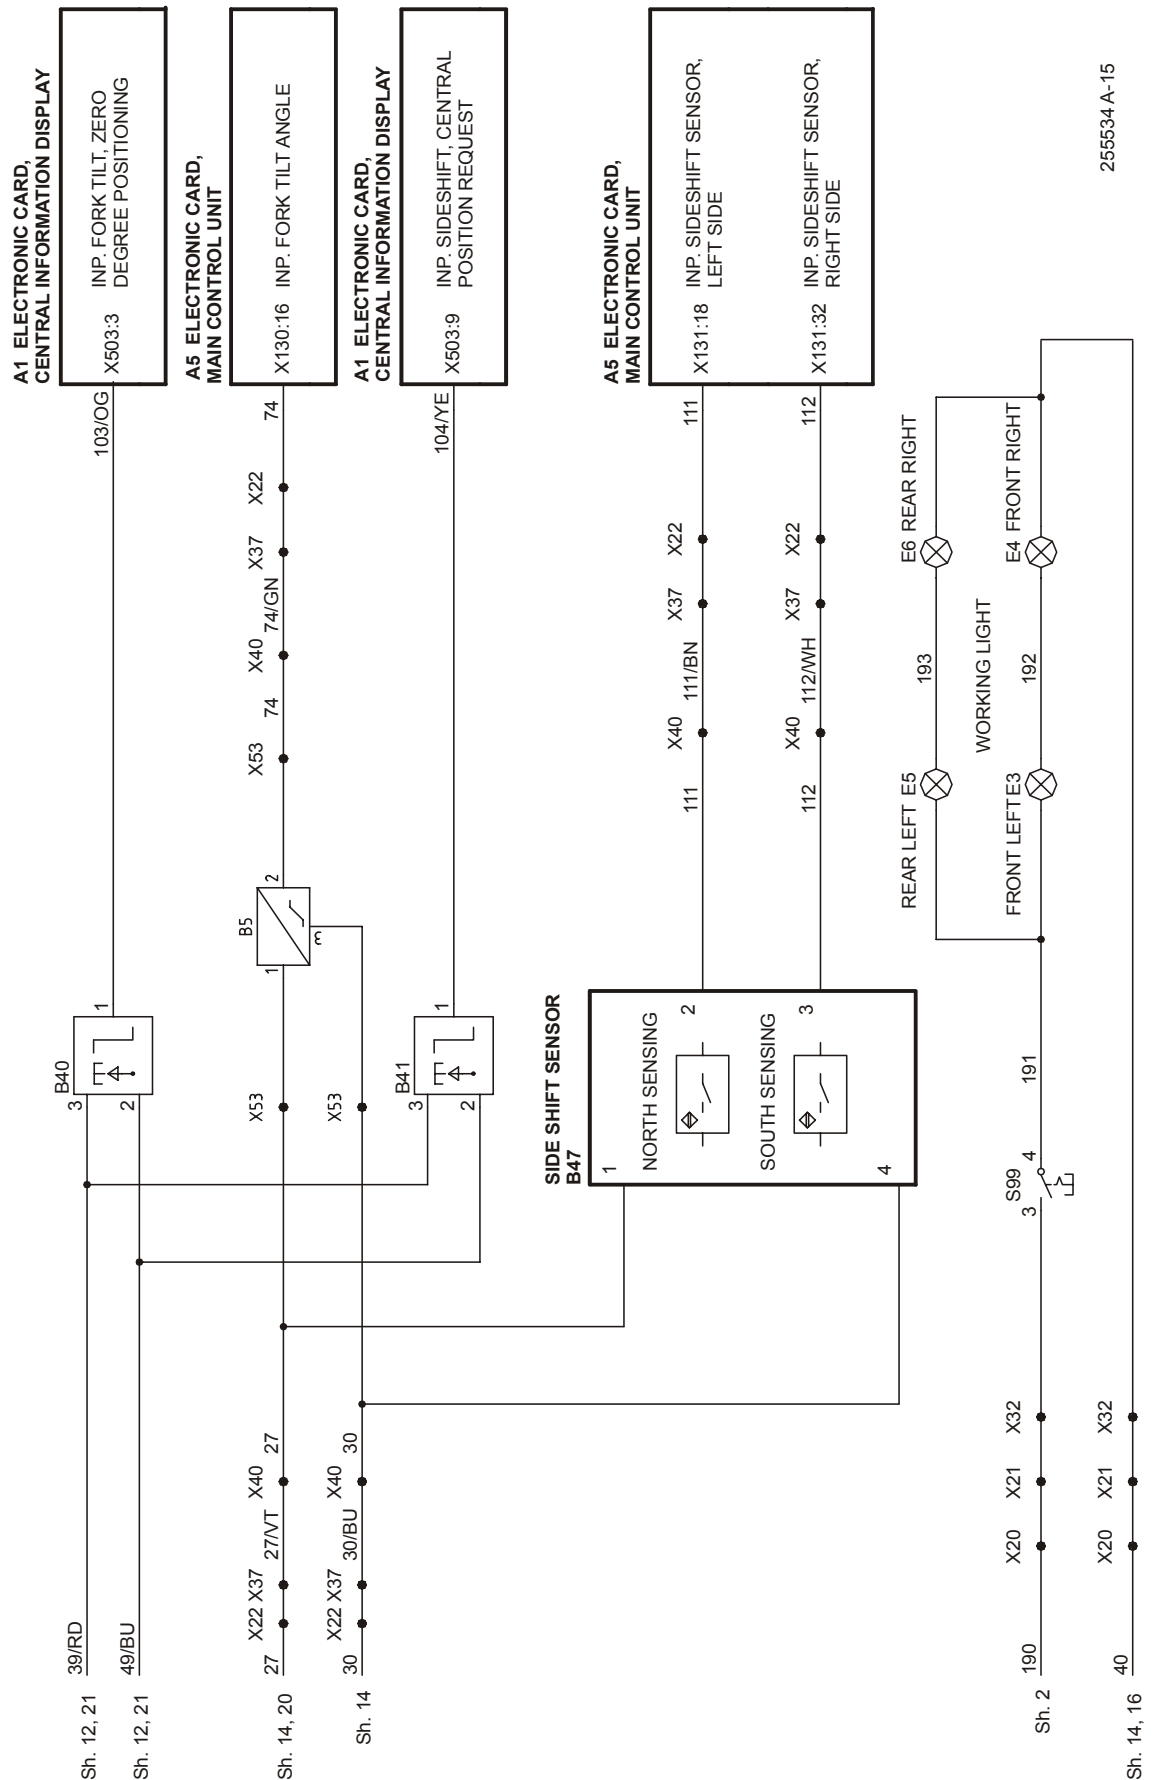 A1 ELECTRONIC CARD,
CENTRAL INFORMATION DISPLAY
X503:3
INP. FORK TILT, ZERO
DEGREE POSITIONING
103/OG
1
B40
3
2
39/RD
Sh. 12, 21
49/BU
Sh. 12, 21
A5 ELECTRONIC CARD,
MAIN CONTROL UNIT
X130:16 INP. FORK TILT ANGLE
74
X22
X37
74/GN
X40
74
X53
2
B5
3
1
X53
27
X40
27/VT
X22 X37
27
Sh. 14, 20
X53
30
X40
30/BU
X22 X37
30
Sh. 14
A1 ELECTRONIC CARD,
CENTRAL INFORMATION DISPLAY
X503:9
INP. SIDESHIFT, CENTRAL
POSITION REQUEST
104/YE
1
B41
3
2
A5 ELECTRONIC CARD,
MAIN CONTROL UNIT
X131:18
INP. SIDESHIFT SENSOR,
LEFT SIDE
X131:32
INP. SIDESHIFT SENSOR,
RIGHT SIDE
111
X22
X37
111/BN
X40
111
112
X22
X37
112/WH
X40
112
SIDE SHIFT SENSOR
B47
1
NORTH SENSING
2
SOUTH SENSING
3
4
REAR LEFT E5
193
E6 REAR RIGHT
WORKING LIGHT
FRONT LEFT E3
192
E4 FRONT RIGHT
191
S99
3
4
X32
X21
X20
190
Sh. 2
X32
X21
X20
40
Sh. 14, 16
255534 A-15